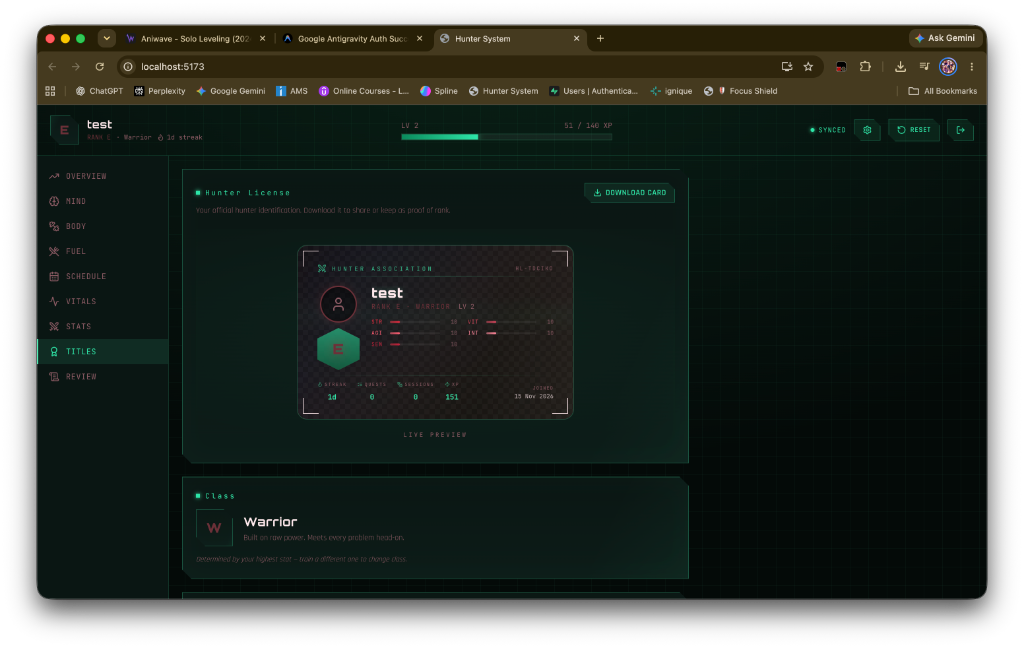 Aniwave - Solo Leveling (202
Google Antigravity Auth Succ
Hunter System
Ask Gemini
localhost:5173
ChatGPT
Perplexity
Google Gemini
AMS
Online Courses - L...
Spline
Hunter System
Users | Authentica...
ignique
Focus Shield
All Bookmarks
E
test
RANK E - Warrior 1d streak
LV 2
51 / 140 XP
SYNCED
RESET
OVERVIEW
MIND
BODY
FUEL
SCHEDULE
VITALS
STATS
TITLES
REVIEW
Hunter License
DOWNLOAD CARD
Your official hunter identification. Download it to share or keep as proof of rank.
HUNTER ASSOCIATION
test
RANK E - WARRIOR LV 2
STR 10 VIT 10
AGI 10 INT 10
10
E
STREAK QUESTS SESSIONS XP
1d 0 0 151
JOINED
15 Nov 2026
LIVE PREVIEW
Class
W
Warrior
Built on raw power. Meets every problem head-on.
Determined by your highest stat – train a different one to change class.